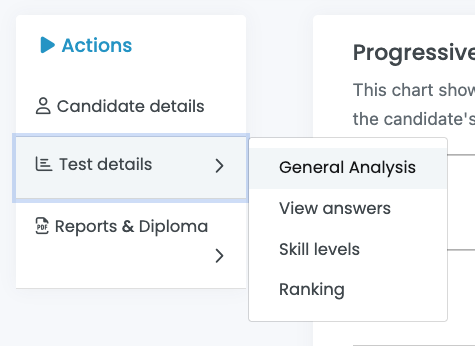 Actions
Candidate details
Test details
Reports & Diploma
General Analysis
View answers
Skill levels
Ranking
Progressive
This chart show
the candidate's